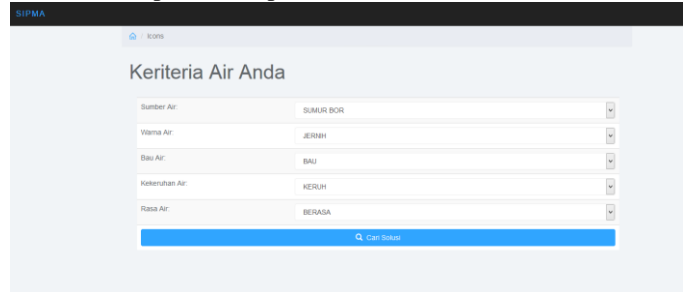 SIPMA
/ Icons
Keriteria Air Anda
Sumber Air: SUMUR BOR
Warna Air: JERNIH
Bau Air: BAU
Kekeruhan Air: KERUH
Rasa Air: BERASA
Cari Solusi